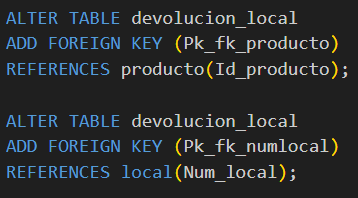 ALTER TABLE devolucion_local
ADD FOREIGN KEY (Pk_fk_producto)
REFERENCES producto(Id_producto);
ALTER TABLE devolucion_local
ADD FOREIGN KEY (Pk_fk_numlocal)
REFERENCES local(Num_local);